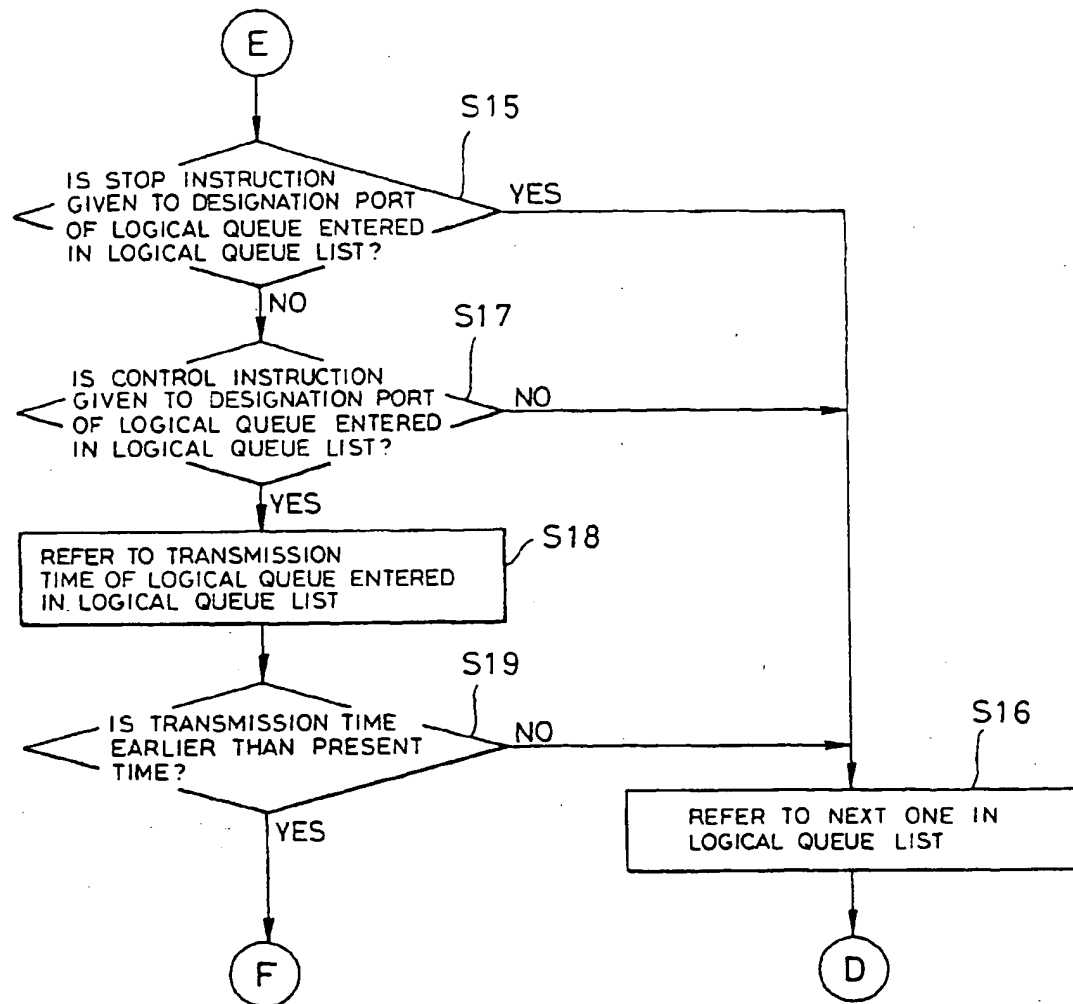 E
S15
IS STOP INSTRUCTION
GIVEN TO DESIGNATION PORT
OF LOGICAL QUEUE ENTERED
IN LOGICAL QUEUE LIST?
YES
NO
S17
IS CONTROL INSTRUCTION
GIVEN TO DESIGNATION PORT
OF LOGICAL QUEUE ENTERED
IN LOGICAL QUEUE LIST?
NO
YES
S18
REFER TO TRANSMISSION
TIME OF LOGICAL QUEUE ENTERED
IN LOGICAL QUEUE LIST
S19
IS TRANSMISSION TIME
EARLIER THAN PRESENT
TIME?
NO
YES
S16
REFER TO NEXT ONE IN
LOGICAL QUEUE LIST
F
D